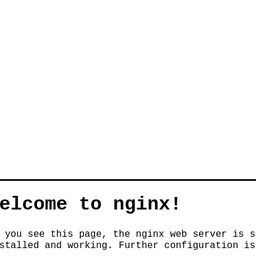 elcome to nginx!
you see this page, the nginx web server is s
stalled and working. Further configuration is